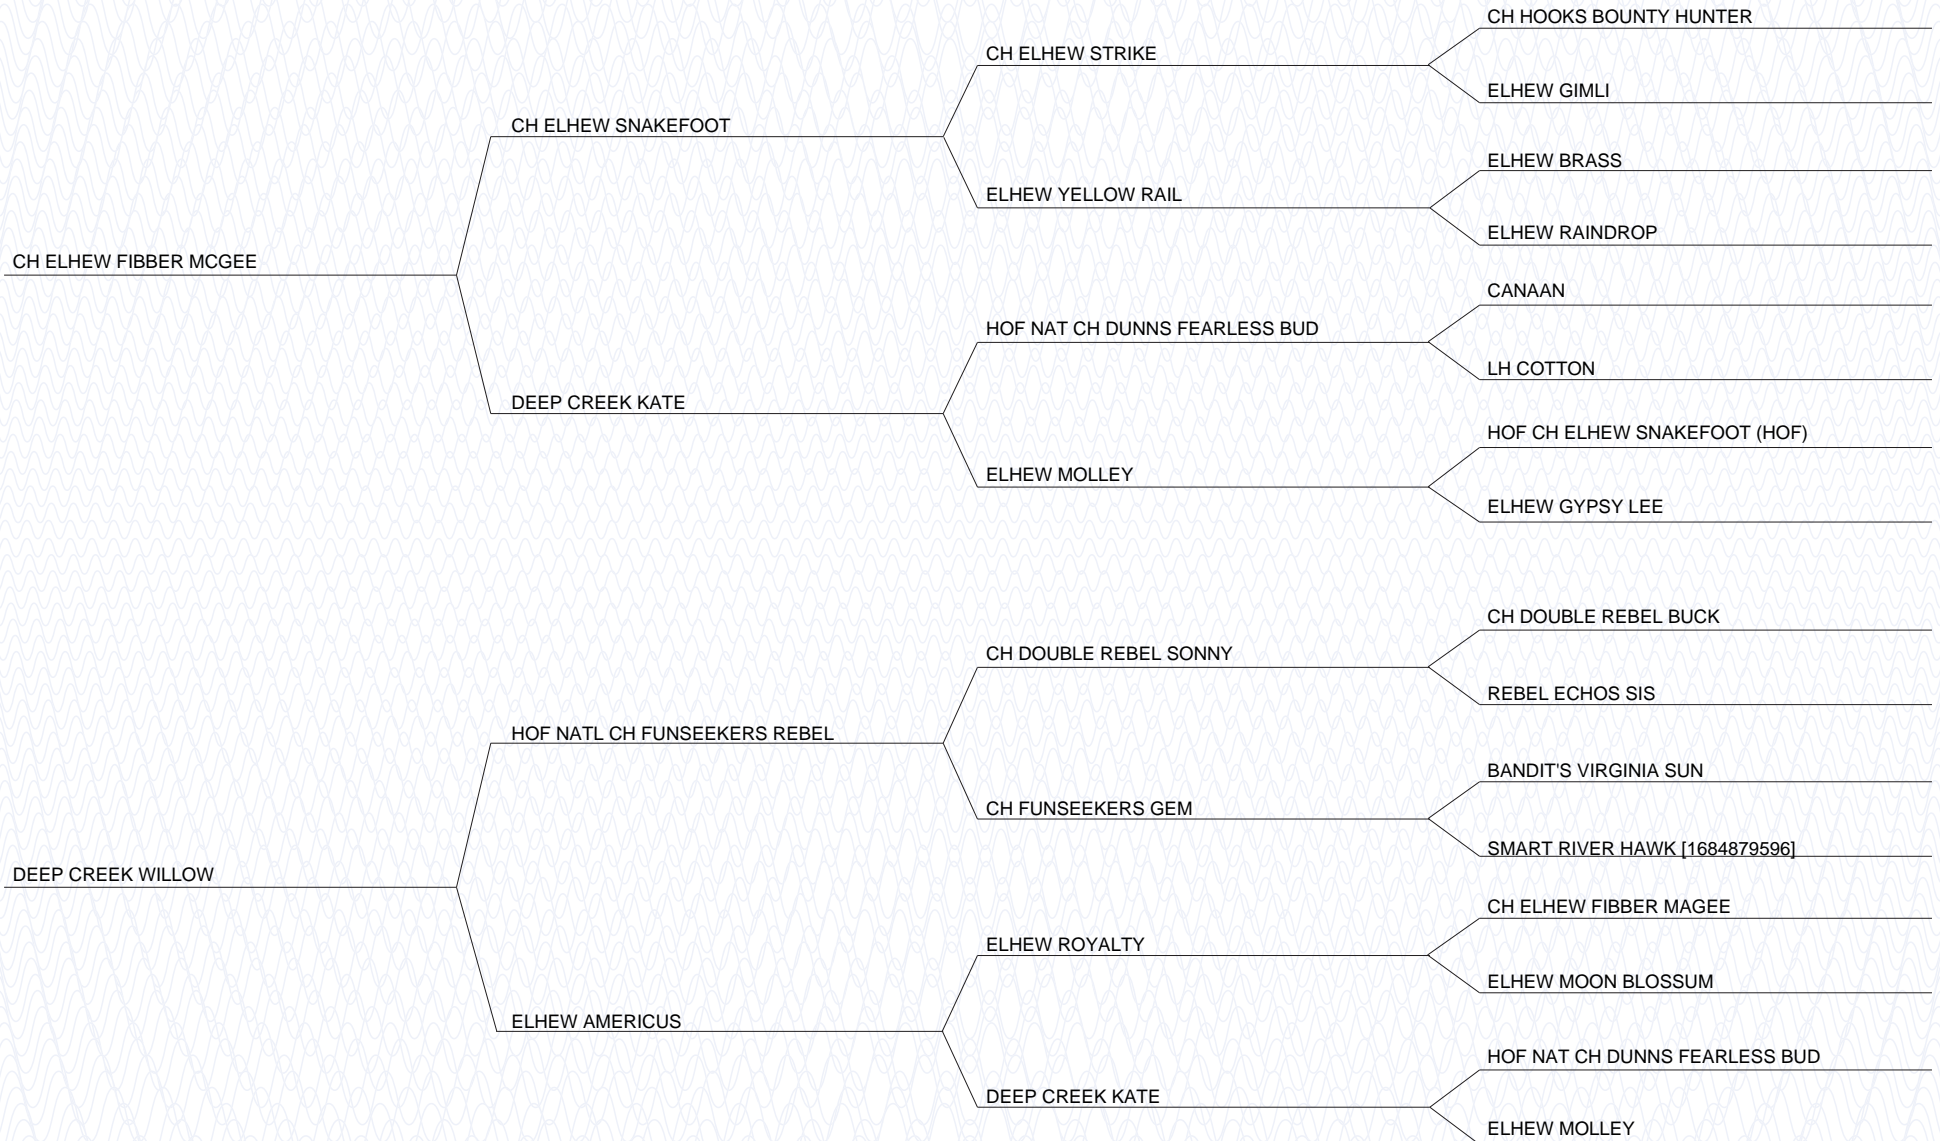 CH HOOKS BOUNTY HUNTER
CH ELHEW STRIKE
ELHEW GIMLI
CH ELHEW SNAKEFOOT
ELHEW BRASS
ELHEW YELLOW RAIL
ELHEW RAINDROP
CH ELHEW FIBBER MCGEE
CANAAN
HOF NAT CH DUNNS FEARLESS BUD
LH COTTON
DEEP CREEK KATE
HOF CH ELHEW SNAKEFOOT (HOF)
ELHEW MOLLEY
ELHEW GYPSY LEE
CH DOUBLE REBEL BUCK
CH DOUBLE REBEL SONNY
REBEL ECHOS SIS
HOF NATL CH FUNSEEKERS REBEL
BANDIT'S VIRGINIA SUN
CH FUNSEEKERS GEM
SMART RIVER HAWK [1684879596]
DEEP CREEK WILLOW
CH ELHEW FIBBER MAGEE
ELHEW ROYALTY
ELHEW MOON BLOSSUM
ELHEW AMERICUS
HOF NAT CH DUNNS FEARLESS BUD
DEEP CREEK KATE
ELHEW MOLLEY